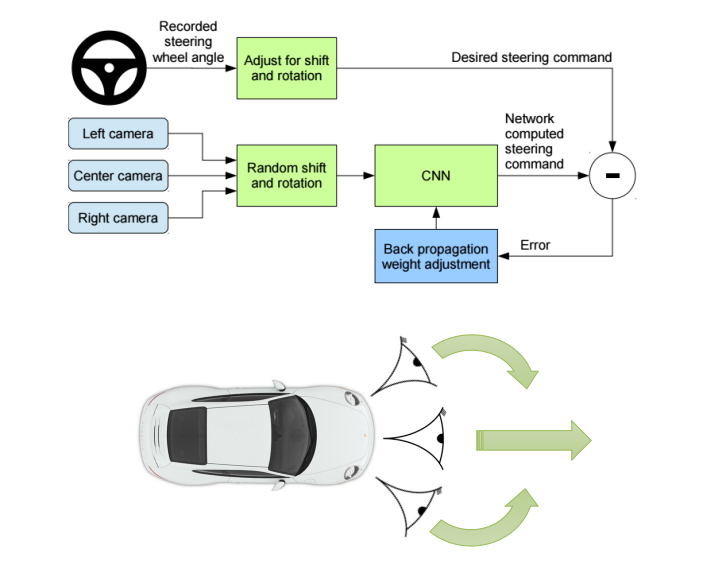 Recorded
steering
wheel angle
Adjust for shift
and rotation
Desired steering command
Left camera
Center camera
Right camera
Random shift
and rotation
CNN
Network
computed
steering
command
-
Back propagation
weight adjustment
Error